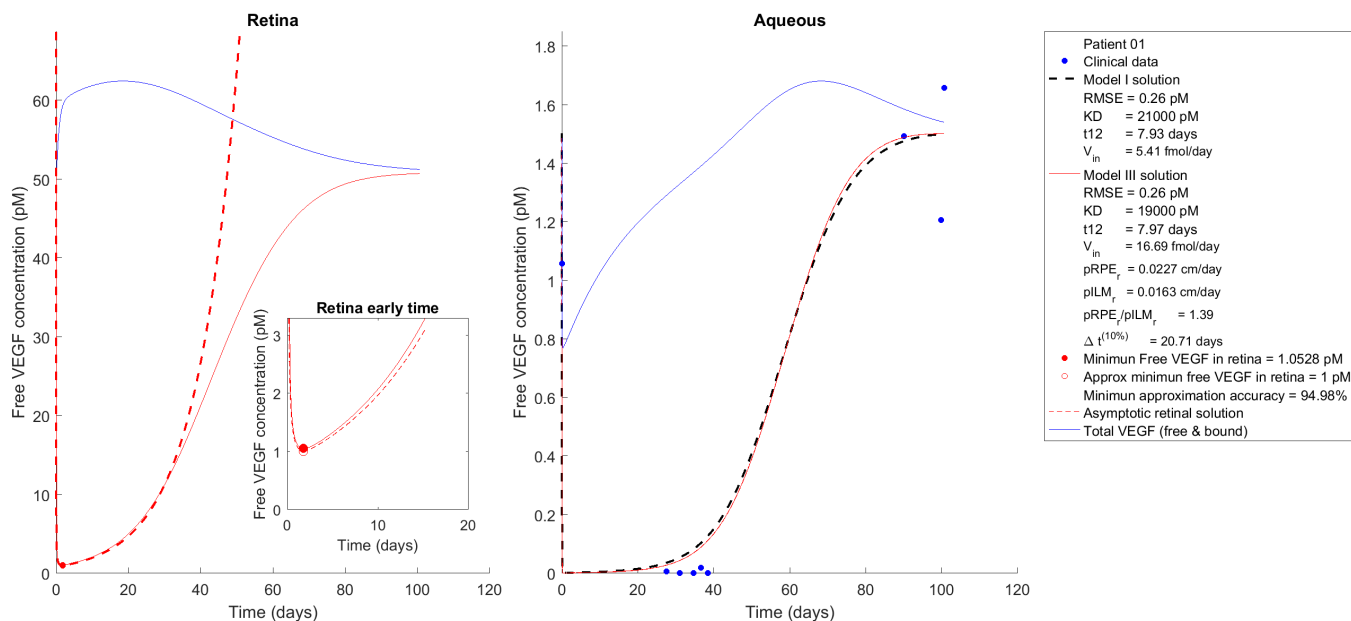 Retina
Free VEGF concentration (pM)
60
50
40
30
20
10
0
0 20 40 60 80 100 120
Time (days)
Retina early time
Free VEGF concentration (pM)
3
2
1
0
0 10 20
Time (days)
Aqueous
Free VEGF concentration (pM)
1.8
1.6
1.4
1.2
1
0.8
0.6
0.4
0.2
0
0 20 40 60 80 100 120
Time (days)
Patient 01
Clinical data
Model I solution
RMSE = 0.26 pM
KD = 21000 pM
t12 = 7.93 days
V_in = 5.41 fmol/day
Model III solution
RMSE = 0.26 pM
KD = 19000 pM
t12 = 7.97 days
V_in = 16.69 fmol/day
pRPE_r = 0.0227 cm/day
pILM_r = 0.0163 cm/day
pRPE_r/pILM_r = 1.39
Δ t^(10%) = 20.71 days
Minimun Free VEGF in retina = 1.0528 pM
Approx minimun free VEGF in retina = 1 pM
Minimun approximation accuracy = 94.98%
Asymptotic retinal solution
Total VEGF (free & bound)